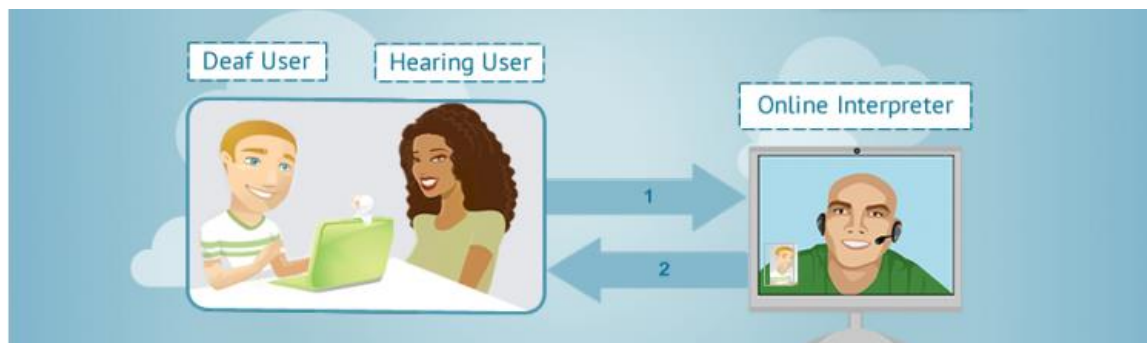 Deaf User
Hearing User
Online Interpreter
1
2